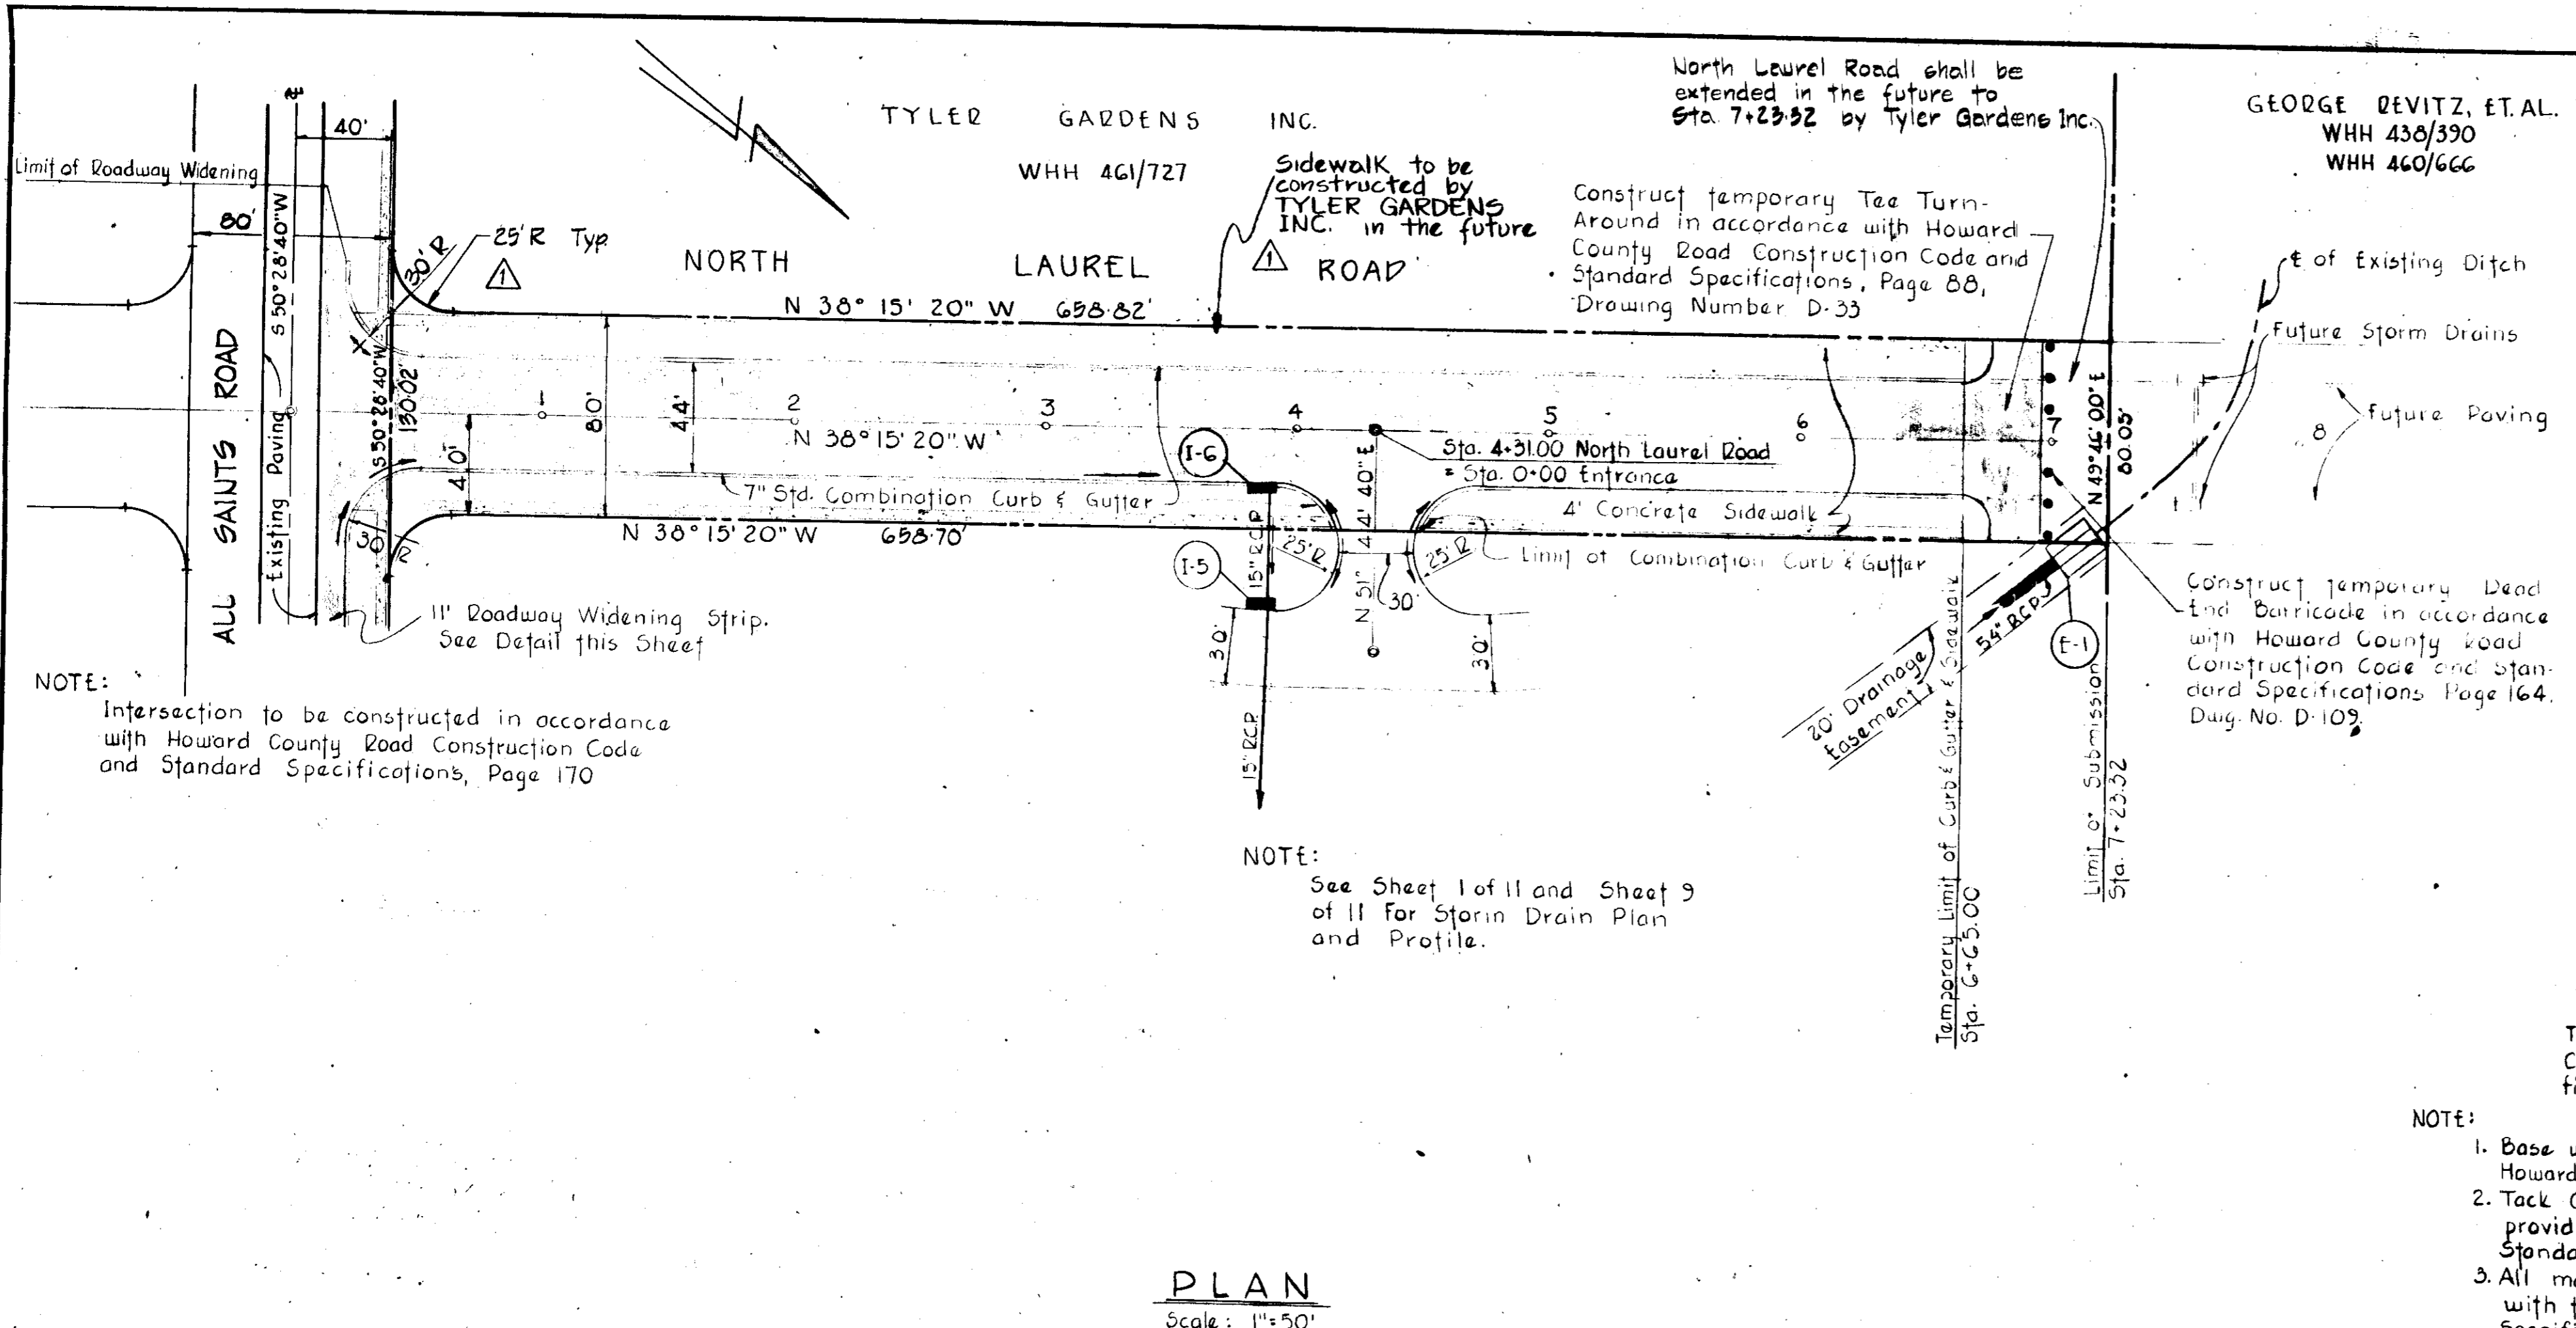 TYLER GARDENS INC.
WHH 461/727
North Laurel Road shall be
extended in the future to
Sta. 7+23.32 by Tyler Gardens Inc.
GEORGE REVITZ, ET. AL.
WHH 438/390
WHH 460/666
40'
Limit of Roadway Widening
80'
S 50° 28' 40" W
30' R
25' R Typ.
1
NORTH LAUREL ROAD
Sidewalk to be
constructed by
TYLER GARDENS
INC. in the future
1
Construct temporary Tee Turn-
Around in accordance with Howard
County Road Construction Code and
Standard Specifications, Page 88,
Drawing Number D-33
₵ of Existing Ditch
Future Storm Drains
Future Paving
N 38° 15' 20" W 658.82'
ALL SAINTS ROAD
Existing Paving
S 50° 28' 40" W
130.02'
40'
80'
44'
1
2
3
4
5
6
7
8
N 38° 15' 20" W
I-6
Sta. 4+31.00 North Laurel Road
= Sta. 0+00 Entrance
7" Std. Combination Curb & Gutter
4' Concrete Sidewalk
N 38° 15' 20" W 658.70'
30' R
I-5
15" R.C.P.
25' R
25' R
N 51° 44' 40" E
30'
Limit of Combination Curb & Gutter
30'
30'
15" R.C.P.
N 49° 46' 00" E
80.05'
11' Roadway Widening Strip.
See Detail this Sheet
20' Drainage
Easement
54" RCP
E-1
Construct temporary Dead
End Barricade in accordance
with Howard County Road
Construction Code and Stan-
dard Specifications Page 164.
Dwg. No. D-109.
NOTE:
Intersection to be constructed in accordance
with Howard County Road Construction Code
and Standard Specifications, Page 170
Temporary Limit of Curb & Gutter & Sidewalk
Sta. 6+65.00
Limit of Submission
Sta. 7+23.32
NOTE:
See Sheet 1 of 11 and Sheet 9
of 11 For Storm Drain Plan
and Profile.
NOTE:
1. Base
Howard
2. Tack
provid
Standa
3. All
with
PLAN
Scale: 1"=50'